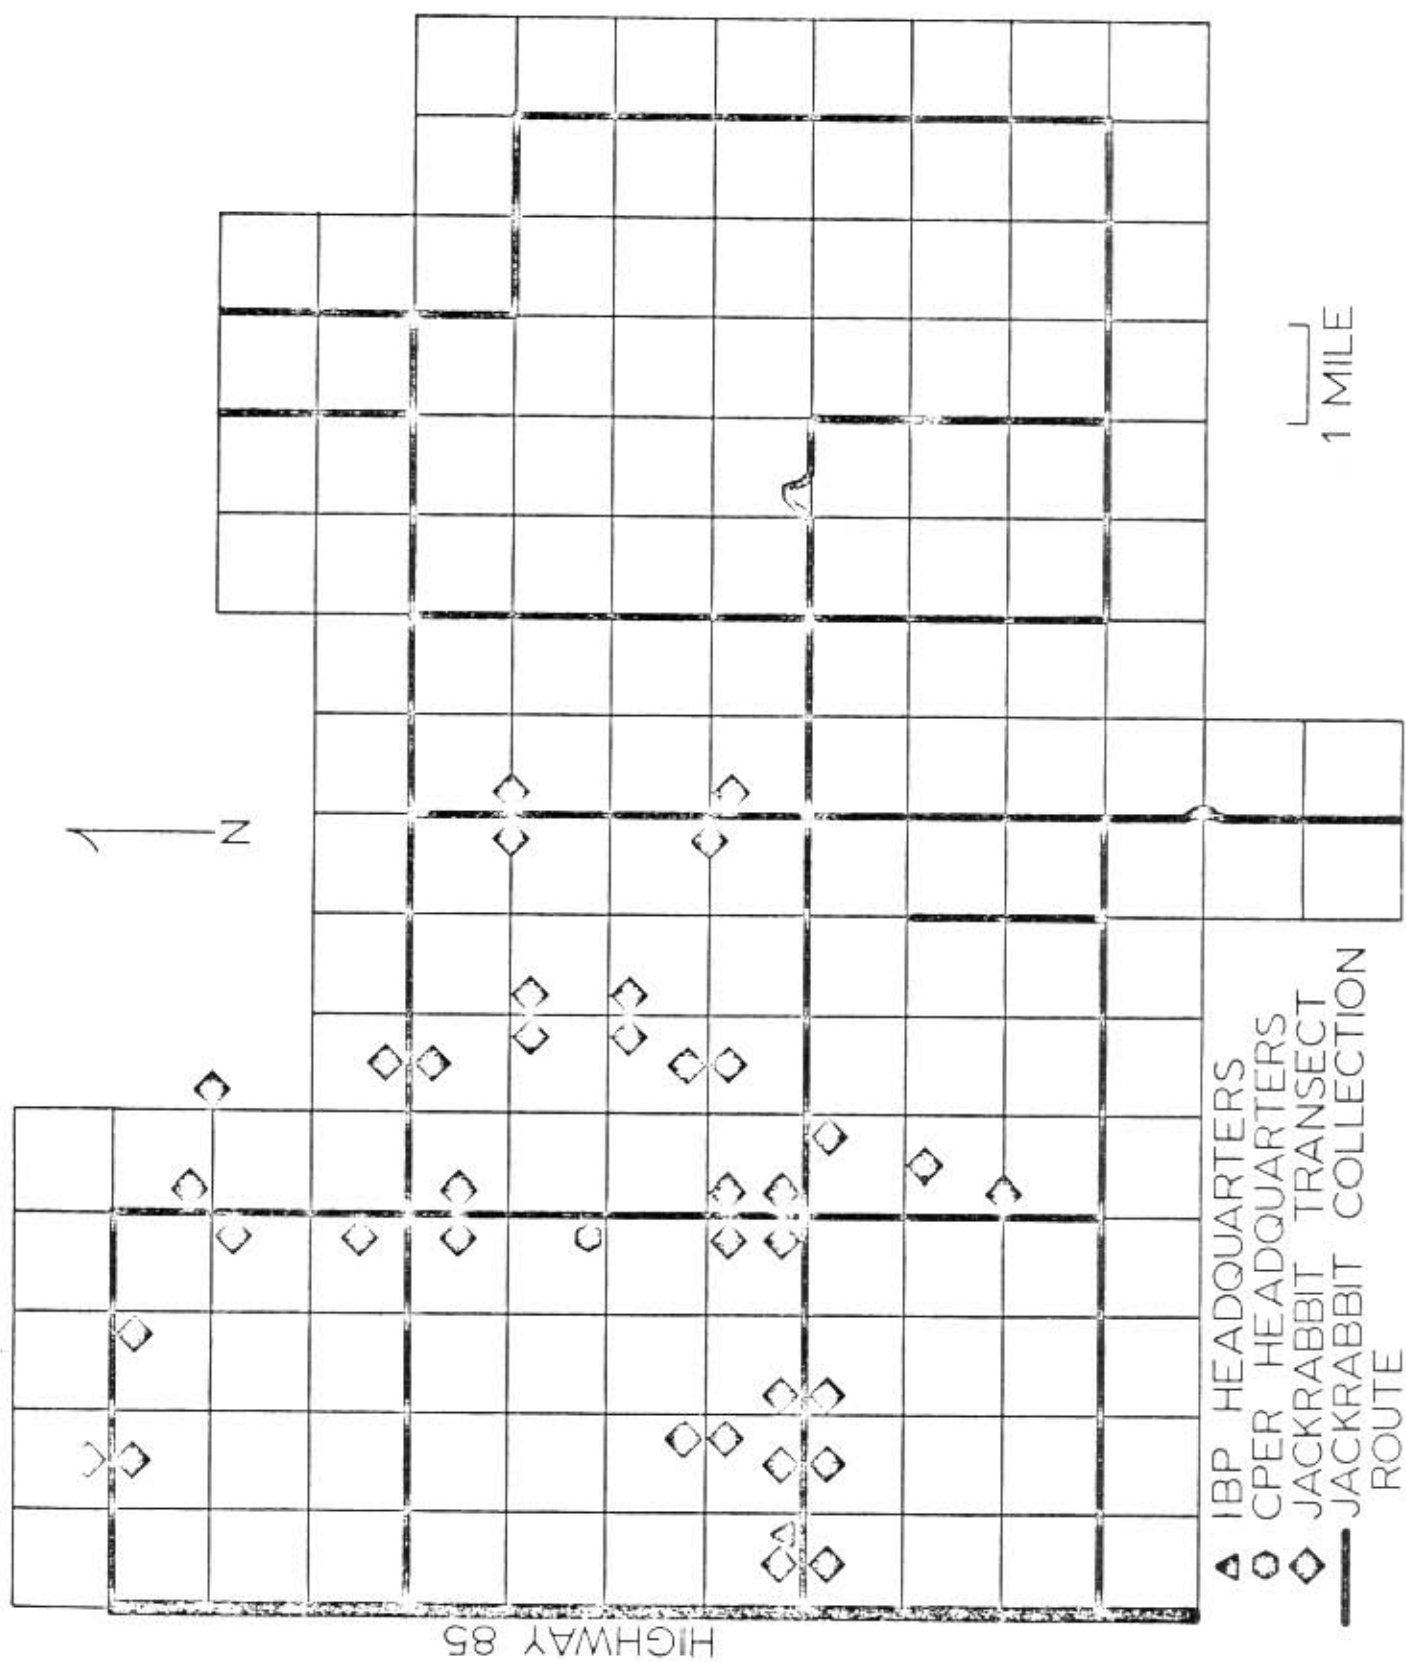 HIGHWAY 85
N
1 MILE
IBP HEADQUARTERS
CPER HEADQUARTERS
JACKRABBIT TRANSECT
JACKRABBIT COLLECTION
ROUTE